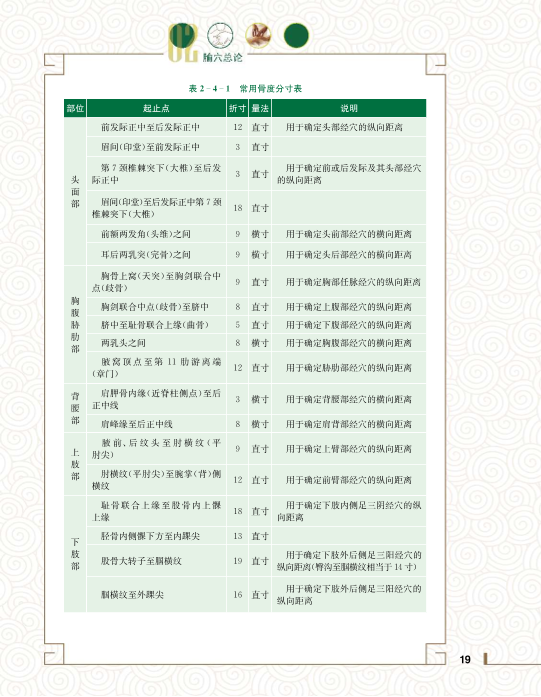 02
腧穴总论
表 2-4-1 常用骨度分寸表
部位 起止点 折寸 量法 说明
头面部
前发际正中至后发际正中 12 直寸 用于确定头部经穴的纵向距离
眉间(印堂)至前发际正中 3 直寸
第 7 颈椎棘突下(大椎)至后发
际正中 3 直寸 用于确定前或后发际及其头部经穴
的纵向距离
眉间(印堂)至后发际正中第 7 颈
椎棘突下(大椎) 18 直寸
前额两发角(头维)之间 9 横寸 用于确定头前部经穴的横向距离
耳后两乳突(完骨)之间 9 横寸 用于确定头后部经穴的横向距离
胸腹胁肋部
胸骨上窝(天突)至胸剑联合中
点(歧骨) 9 直寸 用于确定胸部任脉经穴的纵向距离
胸剑联合中点(歧骨)至脐中 8 直寸 用于确定上腹部经穴的纵向距离
脐中至耻骨联合上缘(曲骨) 5 直寸 用于确定下腹部经穴的纵向距离
两乳头之间 8 横寸 用于确定胸腹部经穴的横向距离
腋窝顶点至第 11 肋游离端
(章门) 12 直寸 用于确定胁肋部经穴的纵向距离
背腰部
肩胛骨内缘(近脊柱侧点)至后
正中线 3 横寸 用于确定背腰部经穴的横向距离
肩峰缘至后正中线 8 横寸 用于确定肩背部经穴的横向距离
上肢部
腋前、后纹头至肘横纹(平
肘尖) 9 直寸 用于确定上臂部经穴的纵向距离
肘横纹(平肘尖)至腕掌(背)侧
横纹 12 直寸 用于确定前臂部经穴的纵向距离
下肢部
耻骨联合上缘至股骨内上髁
上缘 18 直寸 用于确定下肢内侧足三阴经穴的纵
向距离
胫骨内侧髁下方至内踝尖 13 直寸
股骨大转子至腘横纹 19 直寸 用于确定下肢外后侧足三阳经穴的
纵向距离(臀沟至腘横纹相当于 14 寸)
腘横纹至外踝尖 16 直寸 用于确定下肢外后侧足三阳经穴的
纵向距离
19